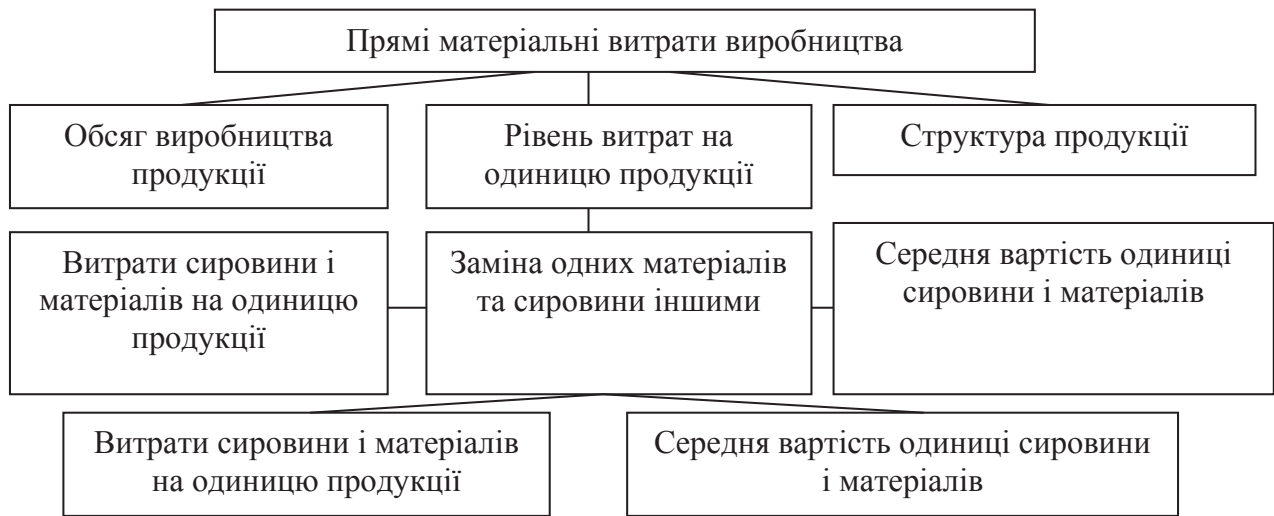 Прямі матеріальні витрати виробництва
Обсяг виробництва
продукції
Рівень витрат на
одиницю продукції
Структура продукції
Витрати сировини і
матеріалів на одиницю
продукції
Заміна одних матеріалів
та сировини іншими
Середня вартість одиниці
сировини і матеріалів
Витрати сировини і матеріалів
на одиницю продукції
Середня вартість одиниці сировини
і матеріалів